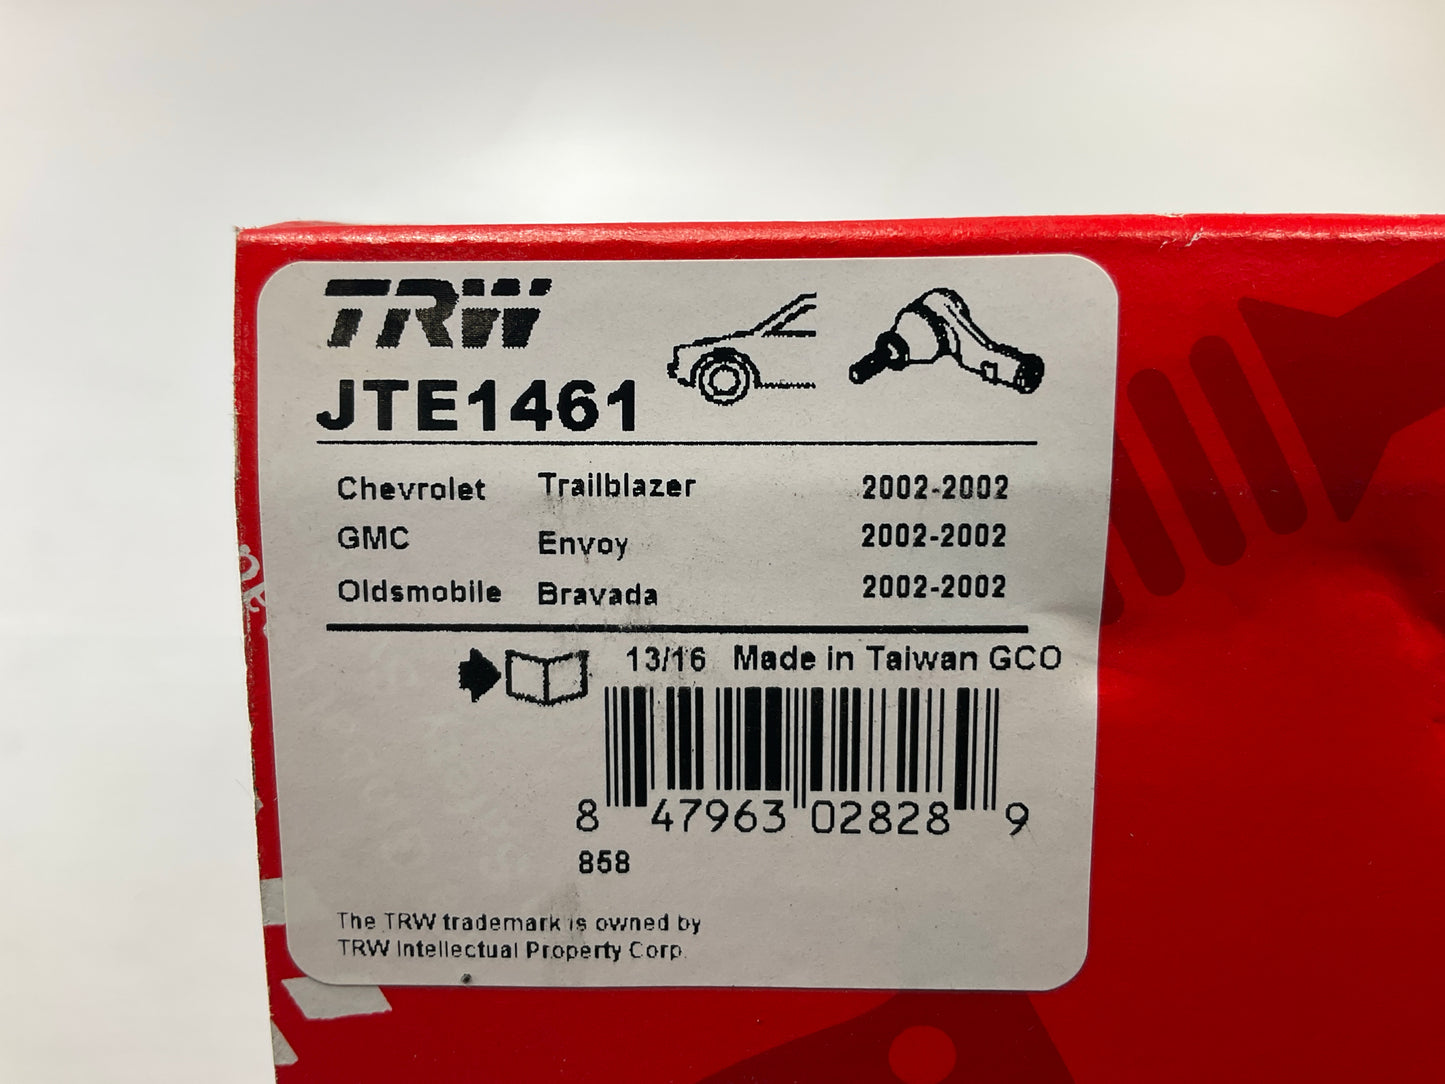 TRW
JTE1461
Chevrolet Trailblazer 2002-2002
GMC Envoy 2002-2002
Oldsmobile Bravada 2002-2002
13/16 Made in Taiwan GCO
8 47963 02828 9
858
The TRW trademark is owned by
TRW Intellectual Property Corp.